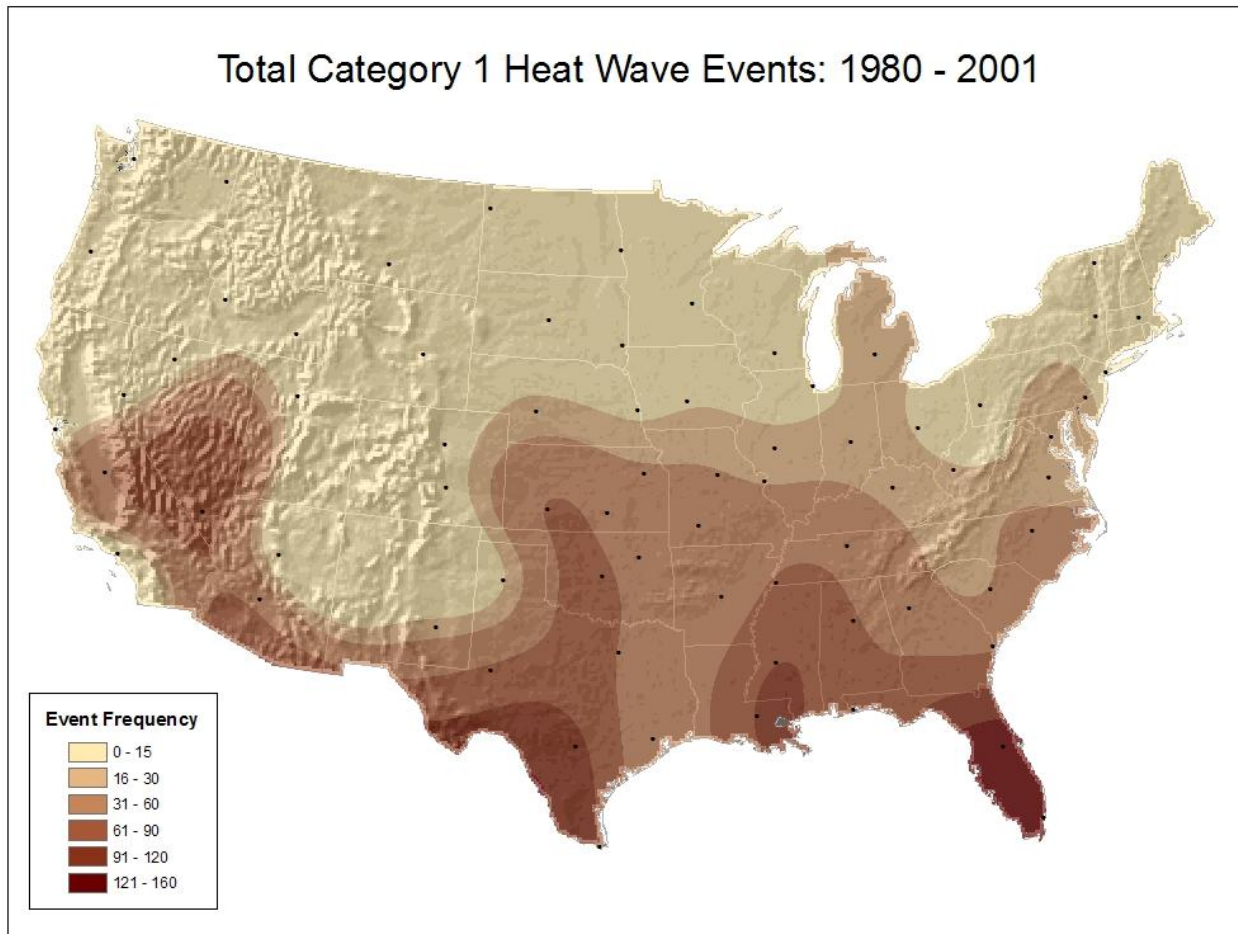 Total Category 1 Heat Wave Events: 1980 - 2001
Event Frequency
0 - 15
16 - 30
31 - 60
61 - 90
91 - 120
121 - 160